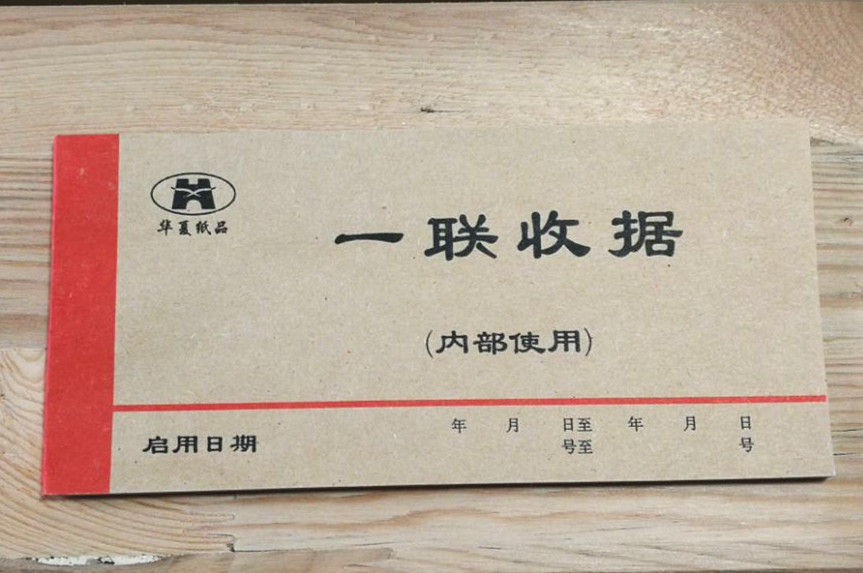 华夏纸品
一联收据
(内部使用)
启用日期 年 月 日至 年 月 日
号至 号